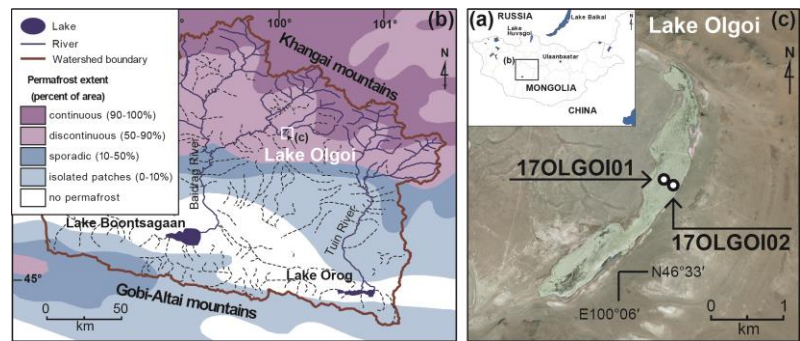 Lake
River
Watershed boundary
Permafrost extent
(percent of area)
continuous (90-100%)
discontinuous (50-90%)
sporadic (10-50%)
isolated patches (0-10%)
no permafrost
100°
101°
(b)
N
Khangai mountains
(c)
Lake Olgoi
Baidrag River
Tuin River
Lake Boontsagaan
Lake Orog
45°
Gobi-Altai mountains
0
50
km
(a)
RUSSIA
Lake Baikal
Lake
Huvsgol
Ulaanbaatar
(b)
MONGOLIA
CHINA
Lake Olgoi
(c)
N
17OLGOI01
17OLGOI02
N46°33′
E100°06′
0
1
km